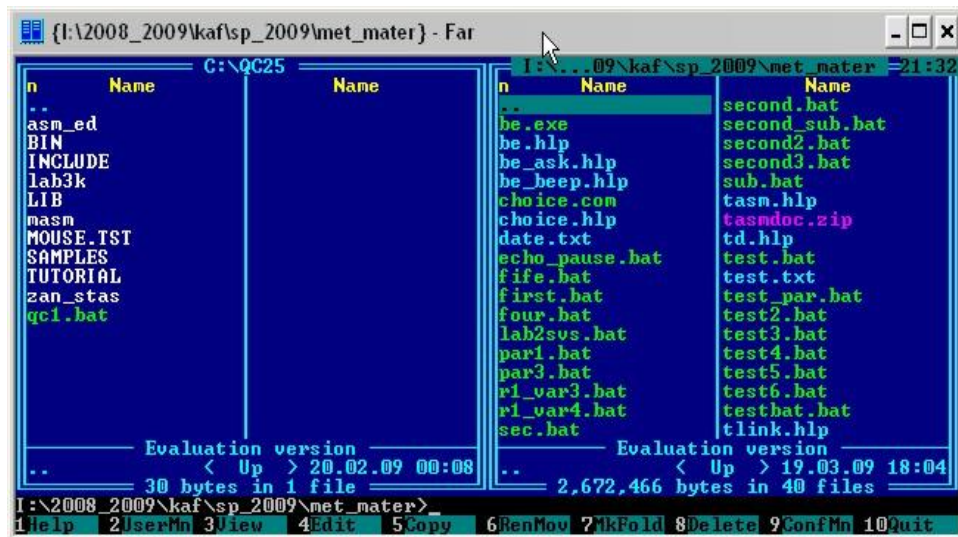 {I:\2008_2009\kaf\sp_2009\met_mater} - Far
C:\QC25
n Name Name
..
asm_ed
BIN
INCLUDE
lab3k
LIB
masm
MOUSE.TST
SAMPLES
TUTORIAL
zan_stas
qc1.bat
Evaluation version
.. < Up > 20.02.09 00:08
30 bytes in 1 file
I:\...09\kaf\sp_2009\met_mater 21:32
n Name Name
..
be.exe
be.hlp
be_ask.hlp
be_beep.hlp
choice.com
choice.hlp
date.txt
echo_pause.bat
fife.bat
first.bat
four.bat
lab2svs.bat
par1.bat
par3.bat
r1_var3.bat
r1_var4.bat
sec.bat
second.bat
second_sub.bat
second2.bat
second3.bat
sub.bat
tasm.hlp
tasmdoc.zip
td.hlp
test.bat
test.txt
test_par.bat
test2.bat
test3.bat
test4.bat
test5.bat
test6.bat
testbat.bat
tlink.hlp
Evaluation version
.. < Up > 19.03.09 18:04
2,672,466 bytes in 40 files
I:\2008_2009\kaf\sp_2009\met_mater>_
1Help 2UserMn 3View 4Edit 5Copy 6RenMov 7MkFold 8Delete 9ConfMn 10Quit